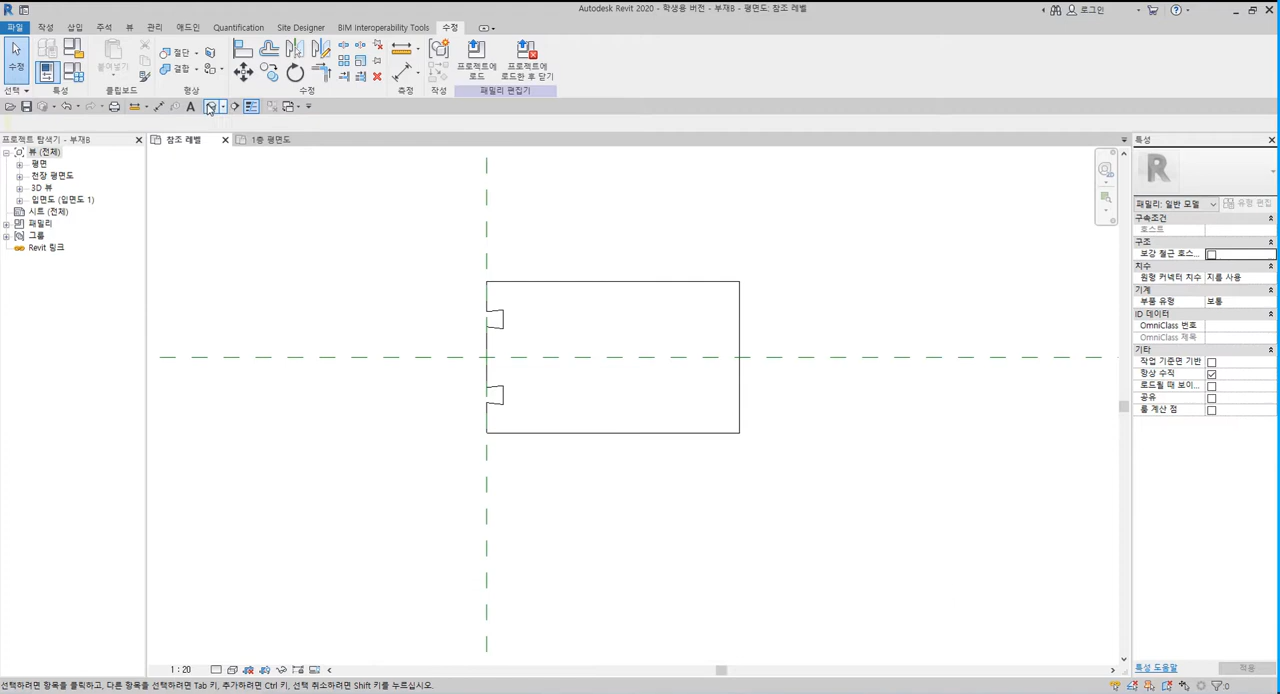 Autodesk Revit 2020 - 학생용 버전 - 부재B - 평면도: 참조 레벨
로그인
파일 작성 삽입 주석 뷰 관리 애드인 Quantification Site Designer BIM Interoperability Tools 수정
수정
붙여넣기
절단
결합
프로젝트에
로드
프로젝트에
로드한 후 닫기
선택 특성 클립보드 형상 수정 측정 작성 패밀리 편집기
프로젝트 탐색기 - 부재B
뷰 (전체)
평면
천장 평면도
3D 뷰
입면도 (입면도 1)
시트 (전체)
패밀리
그룹
Revit 링크
참조 레벨
1층 평면도
특성
패밀리: 일반 모델
유형 편집
구속조건
호스트
구조
보강 철근 호스...
치수
원형 커넥터 치수 지름 사용
기계
부품 유형 보통
ID 데이터
OmniClass 번호
OmniClass 제목
기타
작업 기준면 기반
항상 수직
로드될 때 보이...
공유
룸 계산 점
1 : 20
특성 도움말
적용
선택하려면 항목을 클릭하고, 다른 항목을 선택하려면 Tab 키, 추가하려면 Ctrl 키, 선택 취소하려면 Shift 키를 누르십시오.
:0